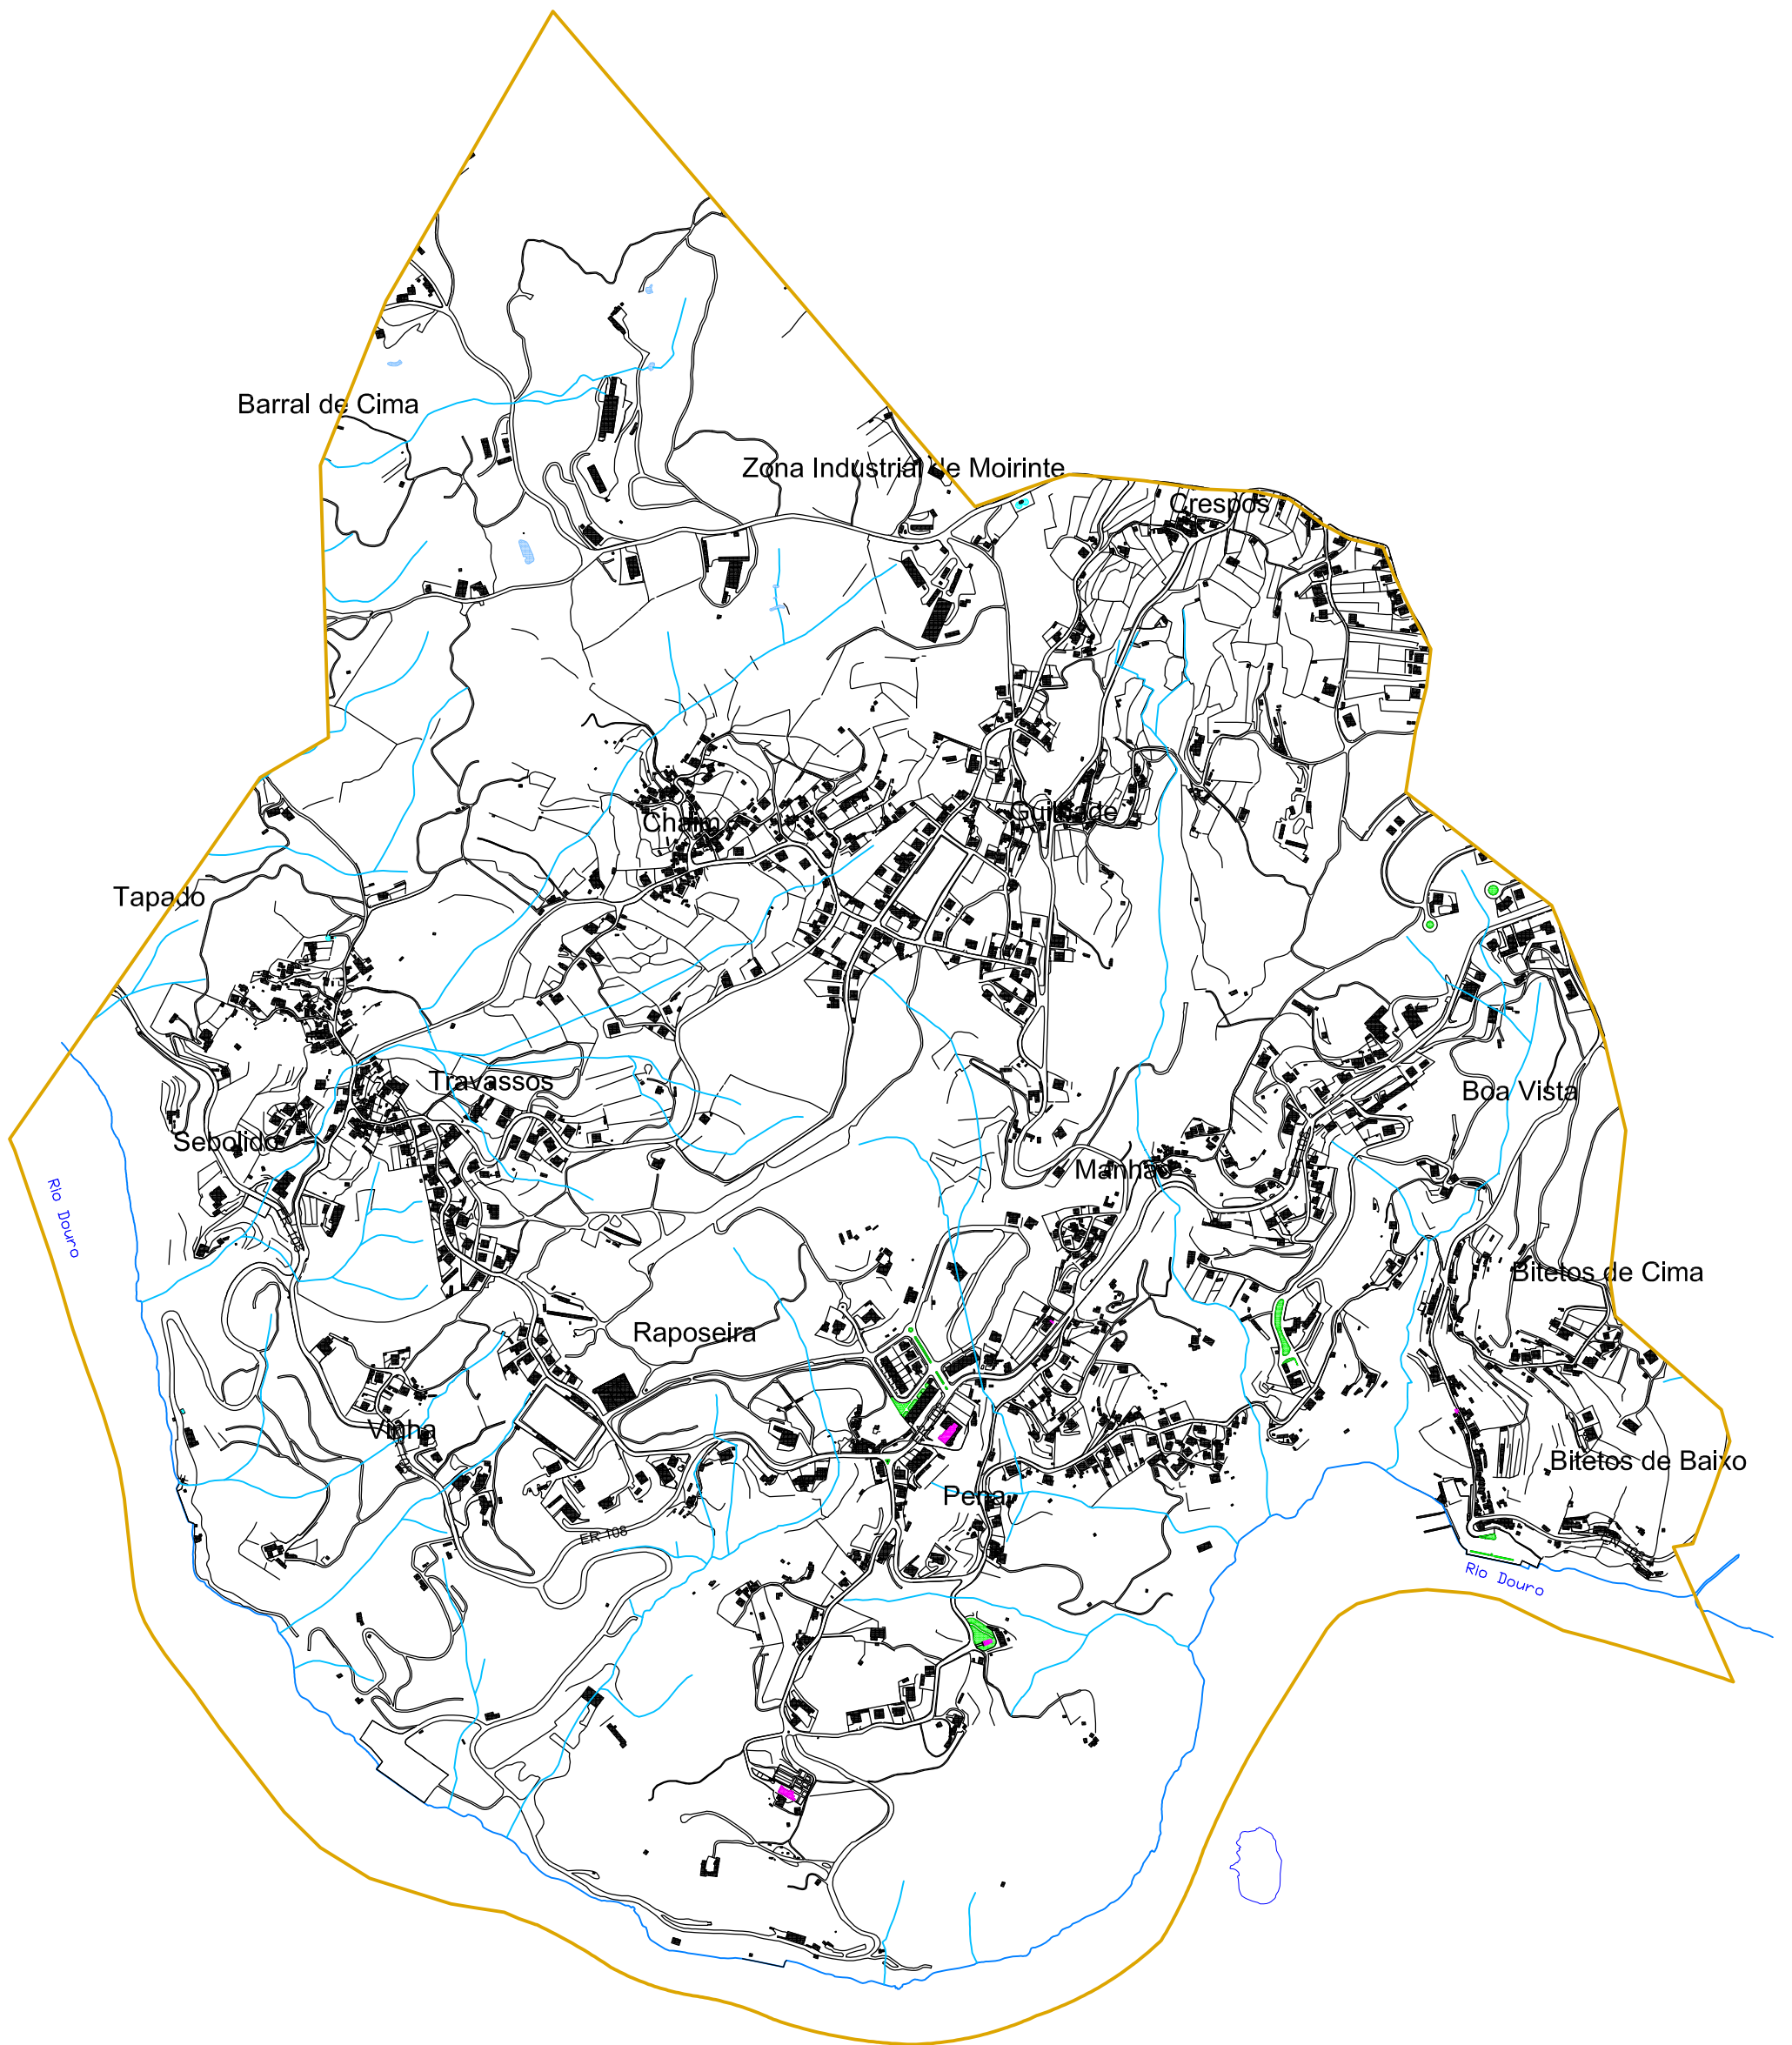 Barral de Cima
Zona Industrial de Moirinte
Crespos
Guilhade
Charim
Tapado
Travassos
Boa Vista
Sebolido
Manhão
Rio Douro
Bitetos de Cima
Raposeira
Vinha
Bitetos de Baixo
Pena
ER 108
Rio Douro